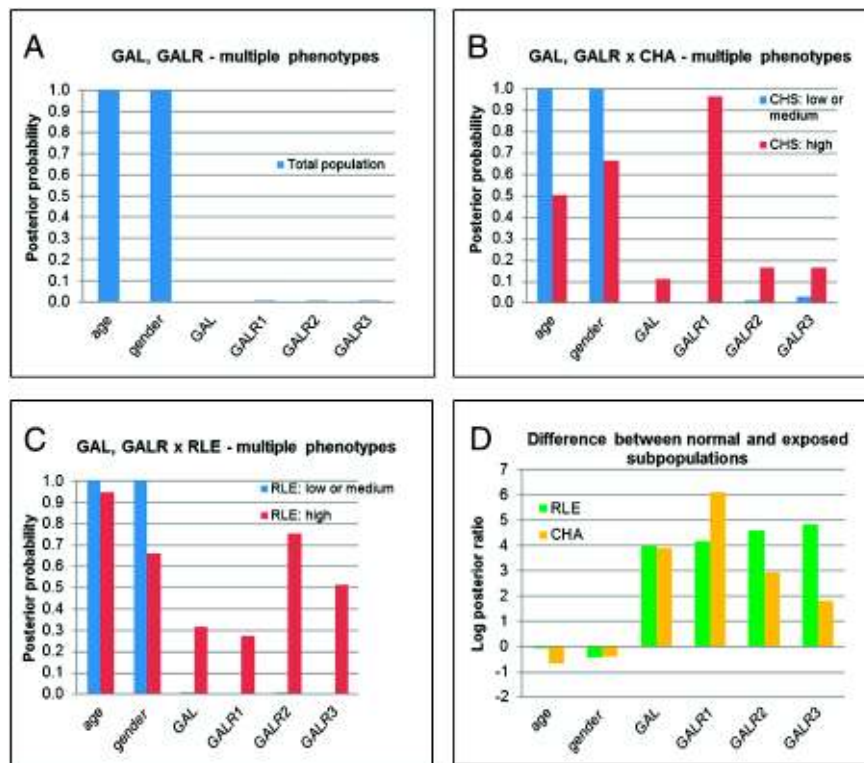 A
GAL, GALR - multiple phenotypes
Posterior probability
1.0
0.9
0.8
0.7
0.6
0.5
0.4
0.3
0.2
0.1
0.0
Total population
age
gender
GAL
GALR1
GALR2
GALR3
B
GAL, GALR x CHA - multiple phenotypes
Posterior probability
1.0
0.9
0.8
0.7
0.6
0.5
0.4
0.3
0.2
0.1
0.0
CHS: low or
medium
CHS: high
age
gender
GAL
GALR1
GALR2
GALR3
C
GAL, GALR x RLE - multiple phenotypes
Posterior probability
1.0
0.9
0.8
0.7
0.6
0.5
0.4
0.3
0.2
0.1
0.0
RLE: low or medium
RLE: high
age
gender
GAL
GALR1
GALR2
GALR3
D
Difference between normal and exposed
subpopulations
Log posterior ratio
7
6
5
4
3
2
1
0
-1
-2
RLE
CHA
age
gender
GAL
GALR1
GALR2
GALR3